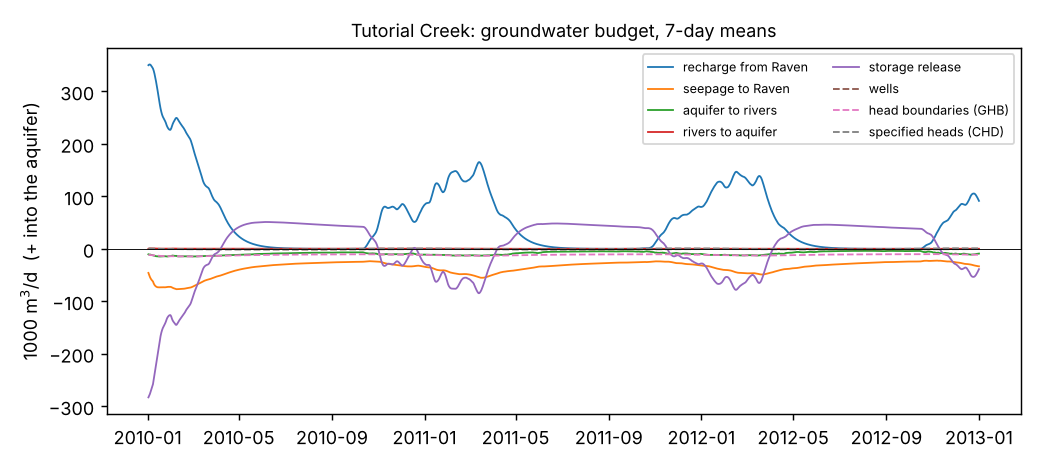 Tutorial Creek: groundwater budget, 7-day means
1000 m³/d (+ into the aquifer)
300
200
100
0
−100
−200
−300
recharge from Raven
seepage to Raven
aquifer to rivers
rivers to aquifer
storage release
wells
head boundaries (GHB)
specified heads (CHD)
2010-01 2010-05 2010-09 2011-01 2011-05 2011-09 2012-01 2012-05 2012-09 2013-01